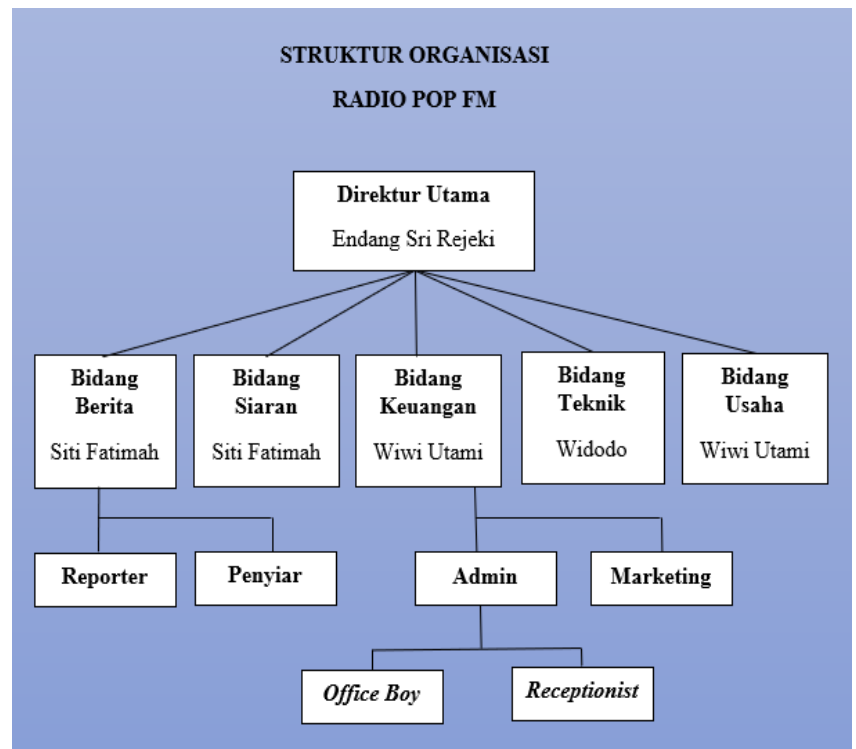 STRUKTUR ORGANISASI
RADIO POP FM
Direktur Utama
Endang Sri Rejeki
Bidang
Berita
Siti Fatimah
Bidang
Siaran
Siti Fatimah
Bidang
Keuangan
Wiwi Utami
Bidang
Teknik
Widodo
Bidang
Usaha
Wiwi Utami
Reporter
Penyiar
Admin
Marketing
Office Boy
Receptionist